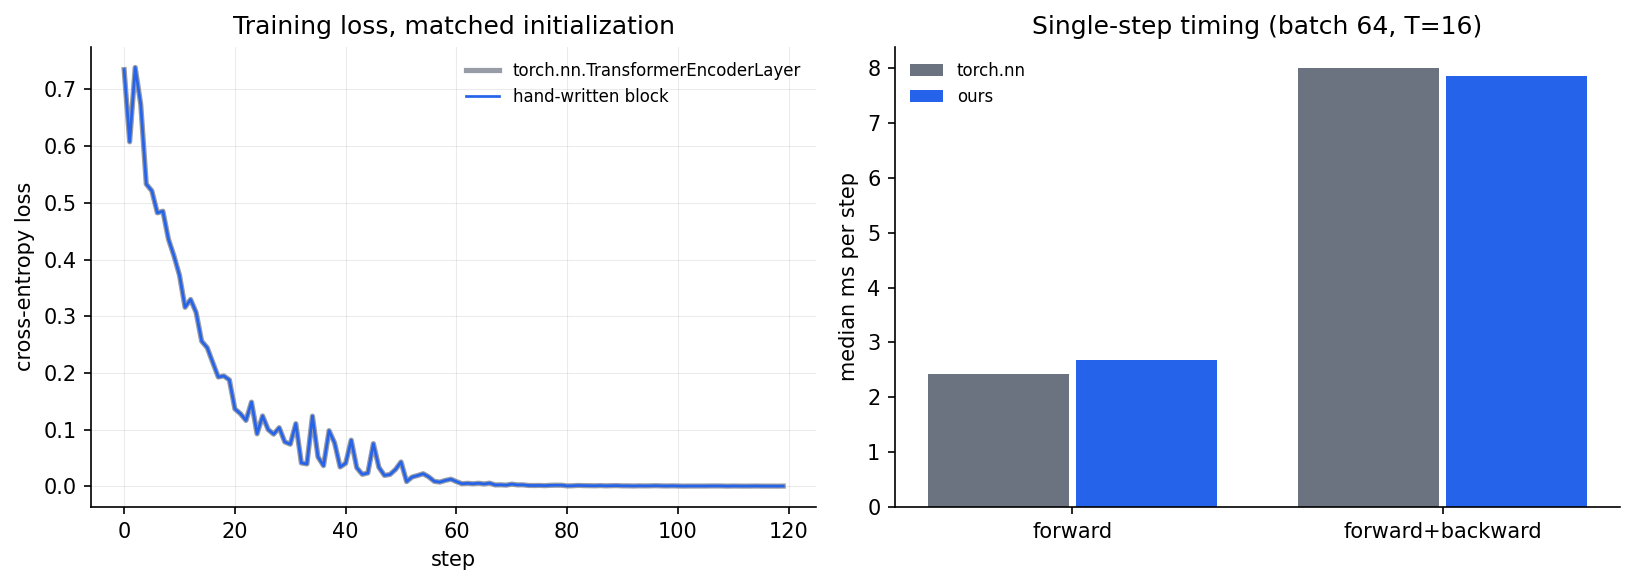 Training loss, matched initialization
torch.nn.TransformerEncoderLayer
hand-written block
cross-entropy loss
0.7
0.6
0.5
0.4
0.3
0.2
0.1
0.0
0 20 40 60 80 100 120
step
Single-step timing (batch 64, T=16)
torch.nn
ours
median ms per step
8
7
6
5
4
3
2
1
0
forward forward+backward